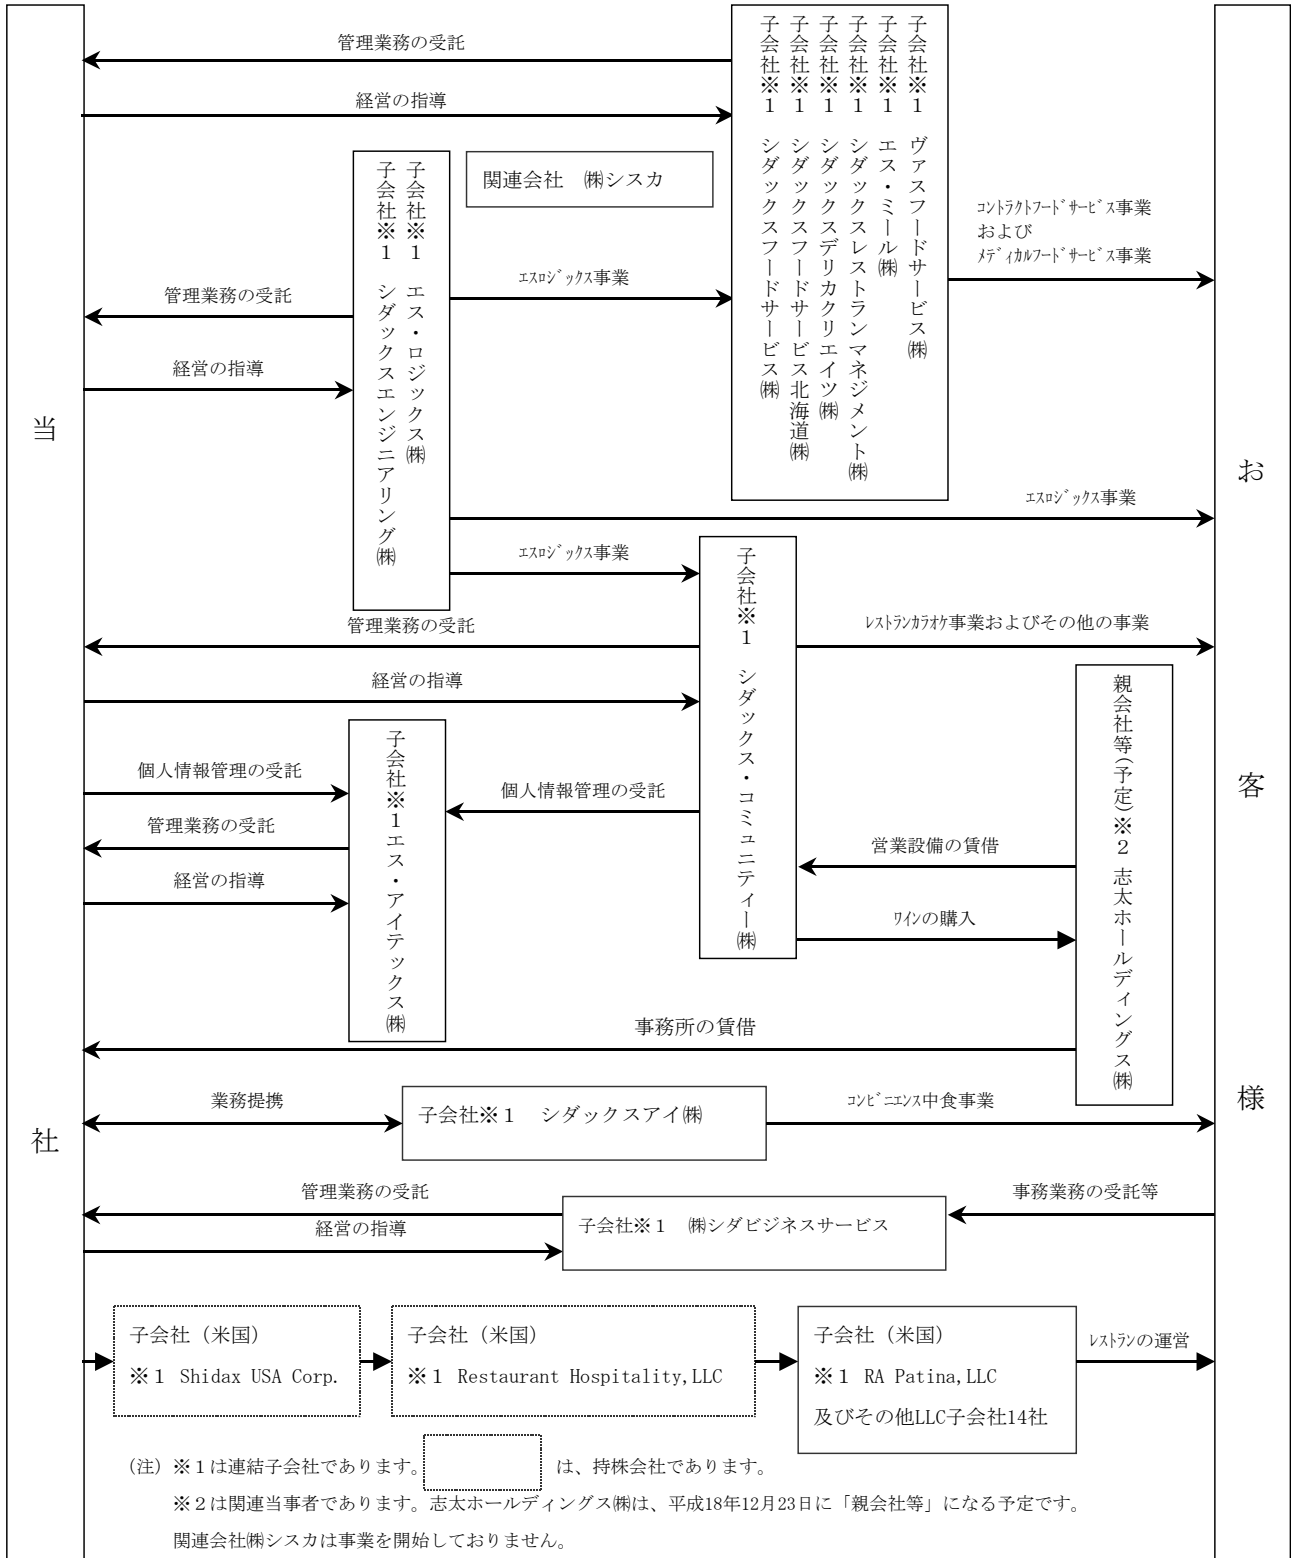 当社
お客様
管理業務の受託
経営の指導
子会社※1　ヴァスフードサービス㈱
子会社※1　エス・ミール㈱
子会社※1　シダックスレストランマネジメント㈱
子会社※1　シダックスデリカクリエイツ㈱
子会社※1　シダックスフードサービス北海道㈱
子会社※1　シダックスフードサービス㈱
関連会社　㈱シスカ
子会社※1　エス・ロジックス㈱
子会社※1　シダックスエンジニアリング㈱
ｺﾝﾄﾗｸﾄﾌｰﾄﾞｻｰﾋﾞｽ事業
および
ﾒﾃﾞｨｶﾙﾌｰﾄﾞｻｰﾋﾞｽ事業
ｴｽﾛｼﾞｯｸｽ事業
管理業務の受託
経営の指導
ｴｽﾛｼﾞｯｸｽ事業
ｴｽﾛｼﾞｯｸｽ事業
子会社※1　シダックス・コミュニティー㈱
管理業務の受託
ﾚｽﾄﾗﾝｶﾗｵｹ事業およびその他の事業
経営の指導
親会社等(予定)※2 志太ホールディングス㈱
子会社※1エス・アイテックス㈱
個人情報管理の受託
個人情報管理の受託
管理業務の受託
営業設備の賃借
経営の指導
ﾜｲﾝの購入
事務所の賃借
業務提携
子会社※1　シダックスアイ㈱
ｺﾝﾋﾞﾆｴﾝｽ中食事業
管理業務の受託
経営の指導
子会社※1　㈱シダビジネスサービス
事務業務の受託等
子会社（米国）
※1 Shidax USA Corp.
子会社（米国）
※1 Restaurant Hospitality,LLC
子会社（米国）
※1 RA Patina,LLC
及びその他LLC子会社14社
ﾚｽﾄﾗﾝの運営
（注）※1は連結子会社であります。　は、持株会社であります。
※2は関連当事者であります。志太ホールディングス㈱は、平成18年12月23日に「親会社等」になる予定です。
関連会社㈱シスカは事業を開始しておりません。